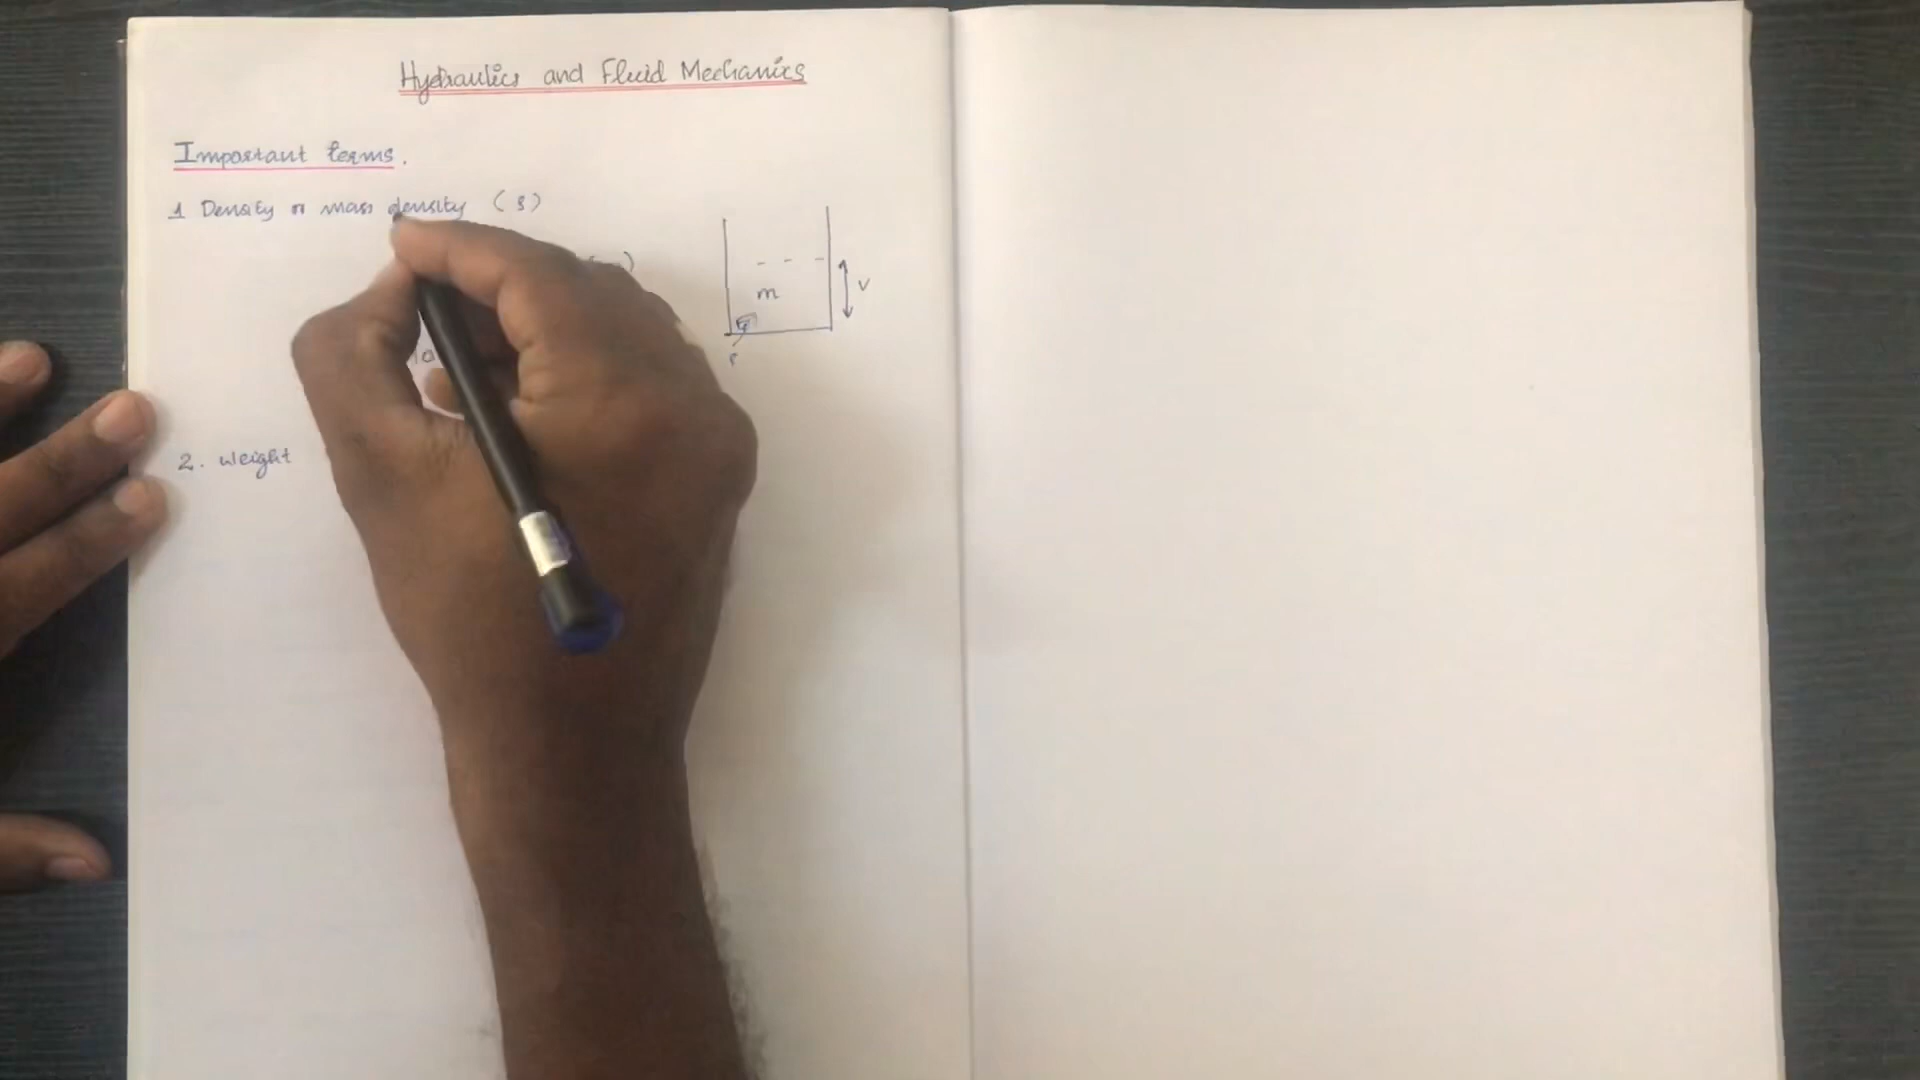 Hydraulics and Fluid Mechanics
Important terms.
1 Density or mass density (ρ)
m
V
ρ
2. Weight